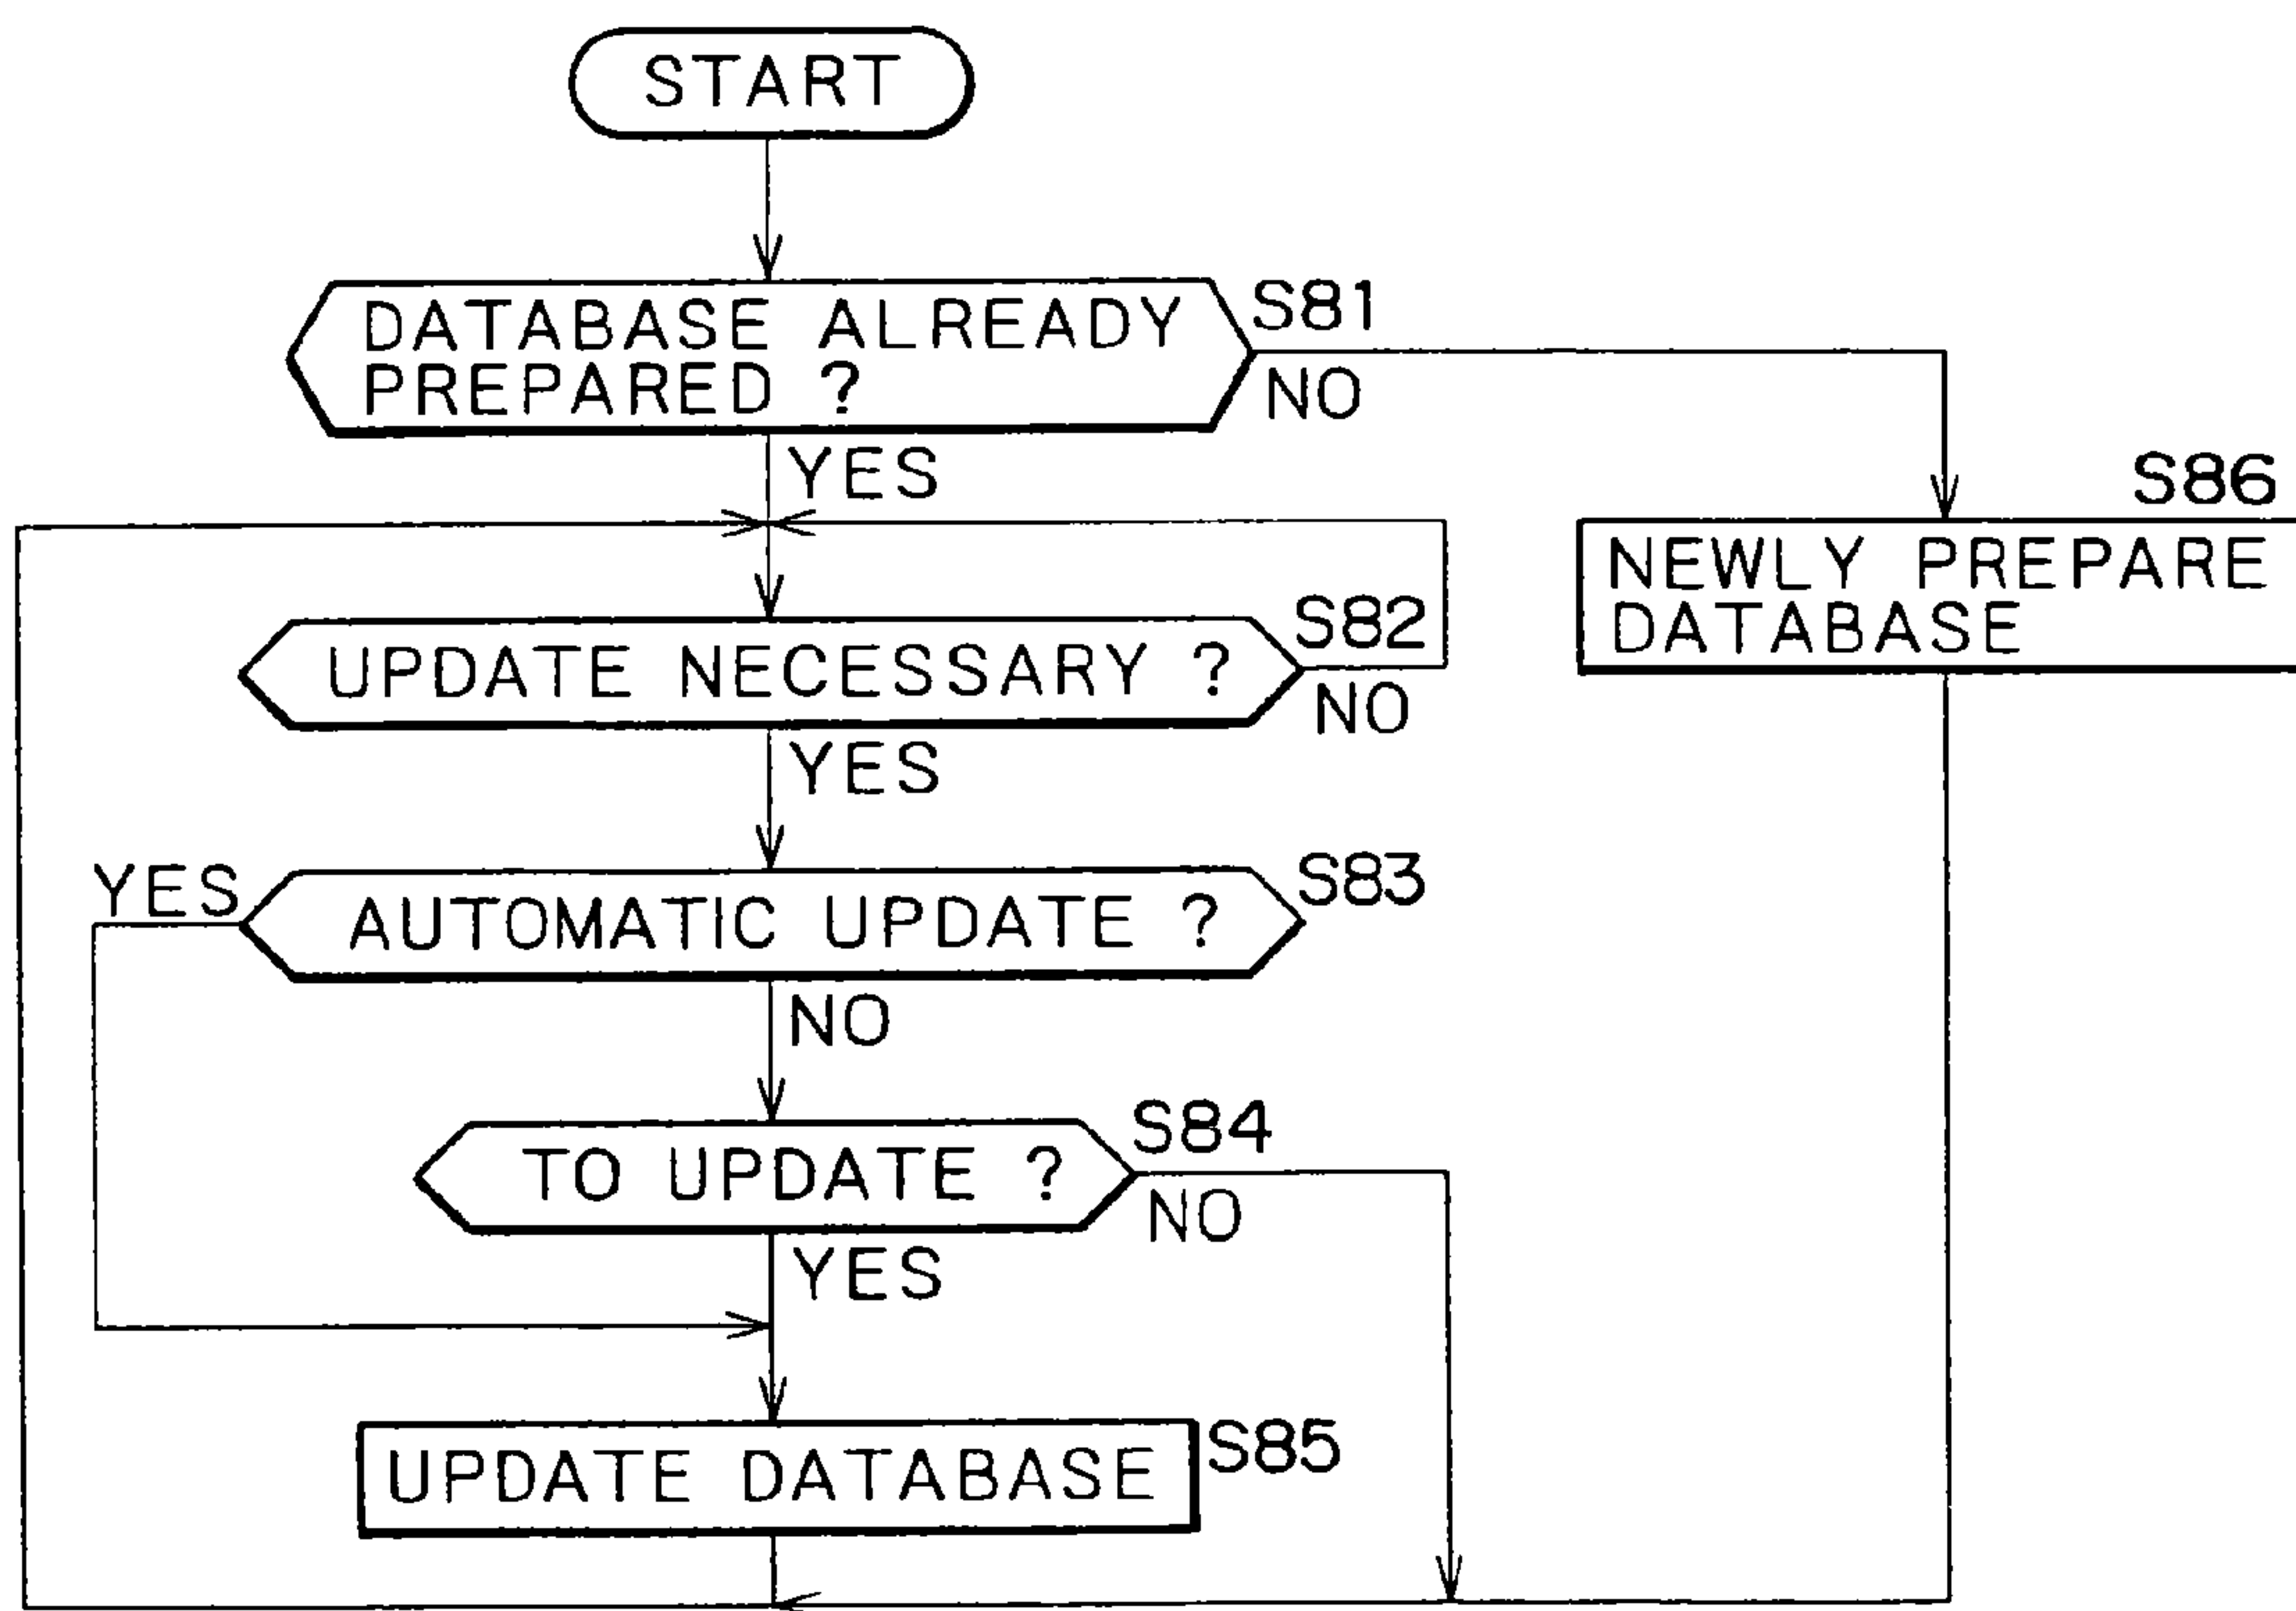 START
DATABASE ALREADY
PREPARED ?
S81
NO
YES
S86
NEWLY PREPARE
DATABASE
UPDATE NECESSARY ?
S82
NO
YES
YES
AUTOMATIC UPDATE ?
S83
NO
TO UPDATE ?
S84
NO
YES
UPDATE DATABASE
S85